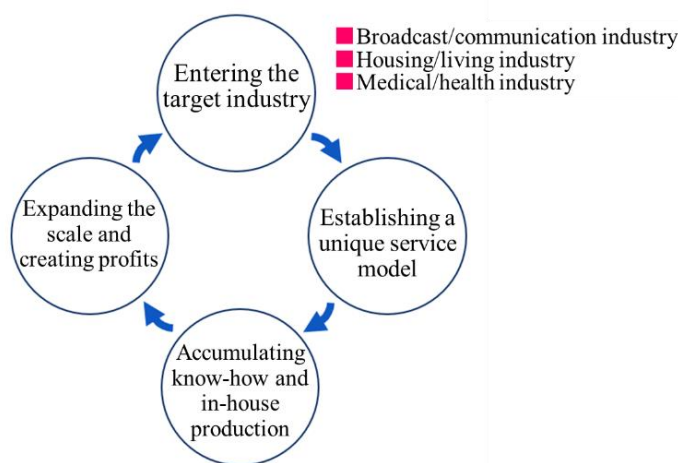 Entering the
target industry
Broadcast/communication industry
Housing/living industry
Medical/health industry
Establishing a
unique service
model
Accumulating
know-how and
in-house
production
Expanding the
scale and
creating profits